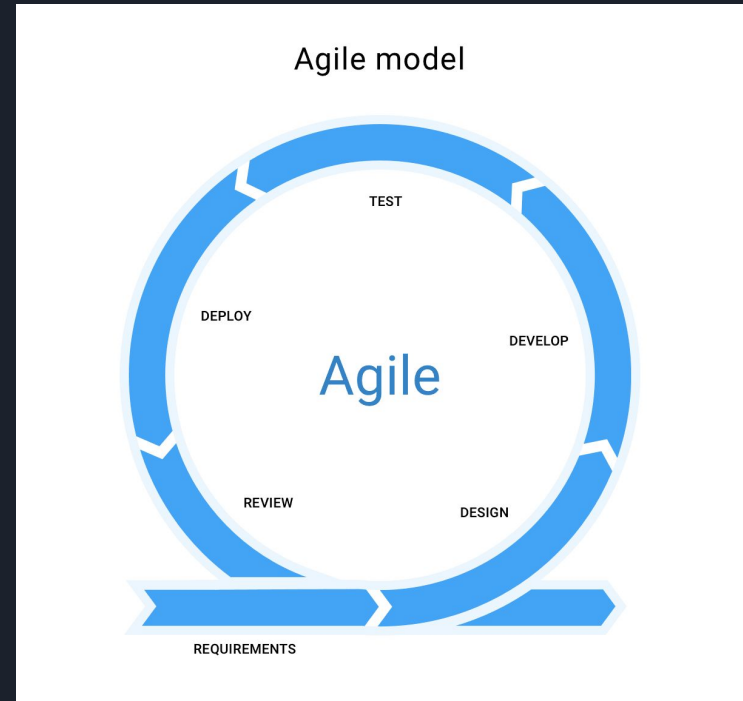 Agile model
TEST
DEPLOY
DEVELOP
Agile
REVIEW
DESIGN
REQUIREMENTS